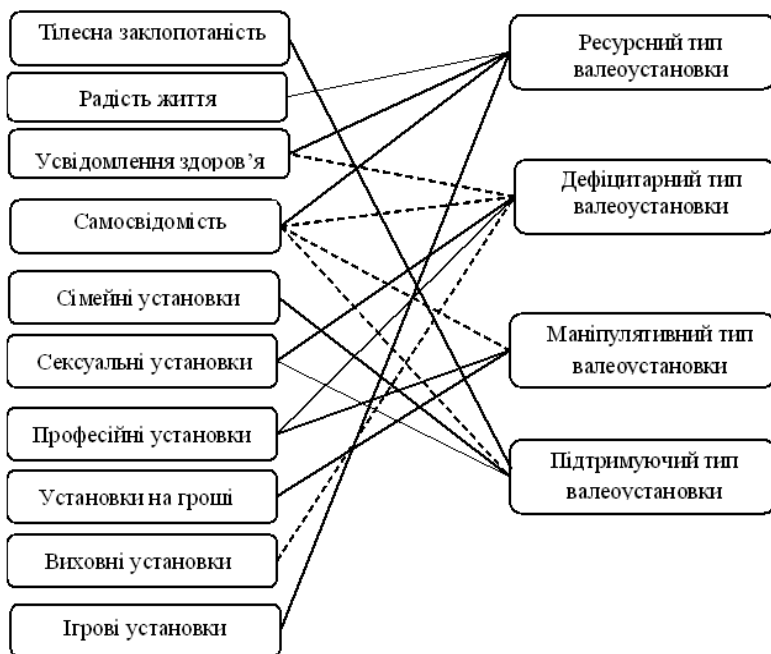 Тілесна заклопотаність
Радість життя
Усвідомлення здоров’я
Самосвідомість
Сімейні установки
Сексуальні установки
Професійні установки
Установки на гроші
Виховні установки
Ігрові установки
Ресурсний тип
валеоустановки
Дефіцитарний тип
валеоустановки
Маніпулятивний тип
валеоустановки
Підтримуючий тип
валеоустановки